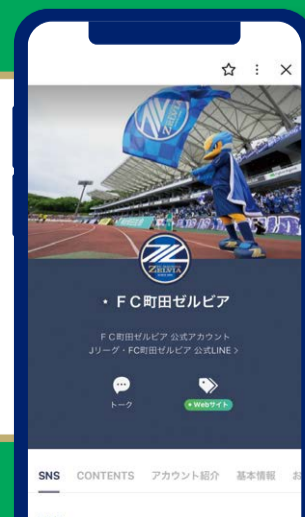 ZELVIA
ZELVIA
・ＦＣ町田ゼルビア
ＦＣ町田ゼルビア 公式アカウント
Jリーグ・FC町田ゼルビア 公式LINE >
トーク
• Webサイト
SNS CONTENTS アカウント紹介 基本情報 お